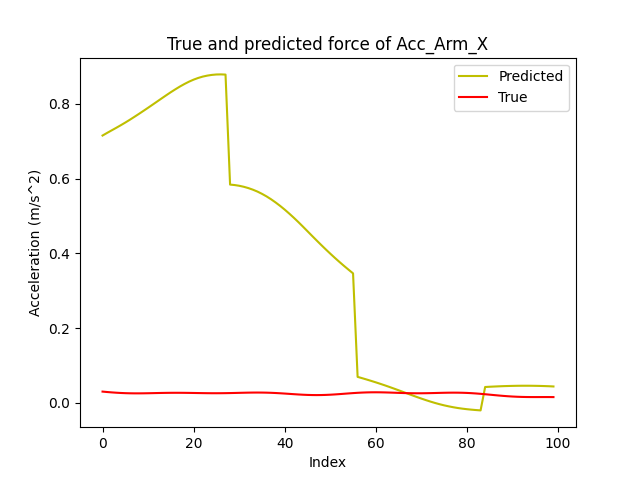 True and predicted force of Acc_Arm_X
Predicted
True
0.8
0.6
0.4
0.2
0.0
Acceleration (m/s^2)
0 20 40 60 80 100
Index